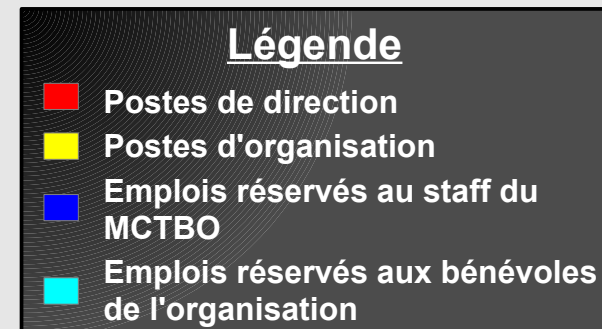 Légende
Postes de direction
Postes d'organisation
Emplois réservés au staff du
MCTBO
Emplois réservés aux bénévoles
de l'organisation